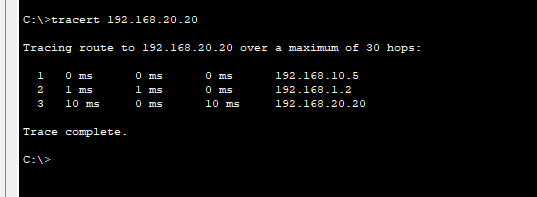 C:\>tracert 192.168.20.20
Tracing route to 192.168.20.20 over a maximum of 30 hops:
1 0 ms 0 ms 0 ms 192.168.10.5
2 1 ms 1 ms 0 ms 192.168.1.2
3 10 ms 0 ms 10 ms 192.168.20.20
Trace complete.
C:\>